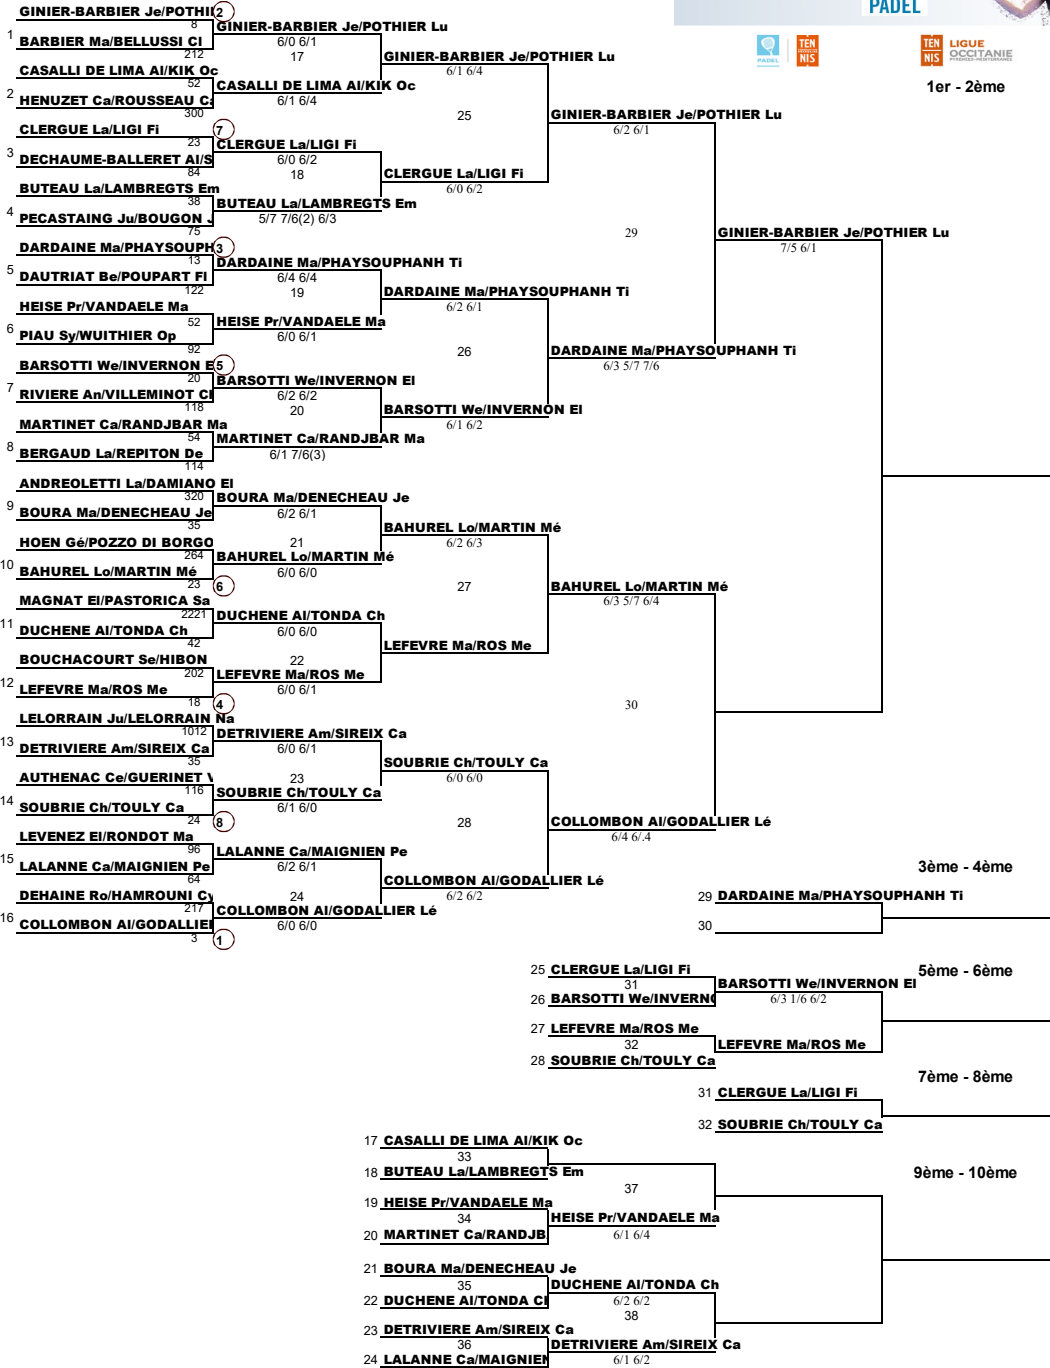 PADEL
PADEL
TEN
NIS
TEN
NIS
LIGUE
OCCITANIE
PYRÉNÉES-MÉDITERRANÉE
1er - 2ème
GINIER-BARBIER Je/POTHI 2
8
1
BARBIER Ma/BELLUSSI Cl
212
CASALLI DE LIMA Al/KIK Oc
52
2
HENUZET Ca/ROUSSEAU Ca
300
CLERGUE La/LIGI Fi 7
23
3
DECHAUME-BALLERET Al/S
84
BUTEAU La/LAMBREGTS Em
38
4
PECASTAING Ju/BOUGON J
75
DARDAINE Ma/PHAYSOUPH 3
13
5
DAUTRIAT Be/POUPART Fl
122
HEISE Pr/VANDAELE Ma
52
6
PIAU Sy/WUITHIER Op
92
BARSOTTI We/INVERNON E 5
20
7
RIVIERE An/VILLEMINOT Cl
118
MARTINET Ca/RANDJBAR Ma
54
8
BERGAUD La/REPITON De
114
ANDREOLETTI La/DAMIANO El
320
9
BOURA Ma/DENECHEAU Je
35
HOEN Gé/POZZO DI BORGO
264
10
BAHUREL Lo/MARTIN Mé
23 6
MAGNAT El/PASTORICA Sa
2221
11
DUCHENE Al/TONDA Ch
42
BOUCHACOURT Se/HIBON
202
12
LEFEVRE Ma/ROS Me
18 4
LELORRAIN Ju/LELORRAIN Na
1012
13
DETRIVIERE Am/SIREIX Ca
35
AUTHENAC Ce/GUERINET V
116
14
SOUBRIE Ch/TOULY Ca
24 8
LEVENEZ El/RONDOT Ma
96
15
LALANNE Ca/MAIGNIEN Pe
64
DEHAINE Ro/HAMROUNI Cy
217
16
COLLOMBON Al/GODALLIE
3 1
GINIER-BARBIER Je/POTHIER Lu
6/0 6/1
17
CASALLI DE LIMA Al/KIK Oc
6/1 6/4
CLERGUE La/LIGI Fi
6/0 6/2
18
BUTEAU La/LAMBREGTS Em
5/7 7/6(2) 6/3
DARDAINE Ma/PHAYSOUPHANH Ti
6/4 6/4
19
HEISE Pr/VANDAELE Ma
6/0 6/1
BARSOTTI We/INVERNON El
6/2 6/2
20
MARTINET Ca/RANDJBAR Ma
6/1 7/6(3)
BOURA Ma/DENECHEAU Je
6/2 6/1
21
BAHUREL Lo/MARTIN Mé
6/0 6/0
DUCHENE Al/TONDA Ch
6/0 6/0
22
LEFEVRE Ma/ROS Me
6/0 6/1
DETRIVIERE Am/SIREIX Ca
6/0 6/1
23
SOUBRIE Ch/TOULY Ca
6/1 6/0
LALANNE Ca/MAIGNIEN Pe
6/2 6/1
24
COLLOMBON Al/GODALLIER Lé
6/0 6/0
GINIER-BARBIER Je/POTHIER Lu
6/1 6/4
25
CLERGUE La/LIGI Fi
6/0 6/2
DARDAINE Ma/PHAYSOUPHANH Ti
6/2 6/1
26
BARSOTTI We/INVERNON El
6/1 6/2
BAHUREL Lo/MARTIN Mé
6/2 6/3
27
LEFEVRE Ma/ROS Me
SOUBRIE Ch/TOULY Ca
6/0 6/0
28
COLLOMBON Al/GODALLIER Lé
6/2 6/2
GINIER-BARBIER Je/POTHIER Lu
6/2 6/1
29
DARDAINE Ma/PHAYSOUPHANH Ti
6/3 5/7 7/6
BAHUREL Lo/MARTIN Mé
6/3 5/7 6/4
30
COLLOMBON Al/GODALLIER Lé
6/4 6/.4
GINIER-BARBIER Je/POTHIER Lu
7/5 6/1
3ème - 4ème
29 DARDAINE Ma/PHAYSOUPHANH Ti
30
5ème - 6ème
25 CLERGUE La/LIGI Fi
31
26 BARSOTTI We/INVERNO
BARSOTTI We/INVERNON El
6/3 1/6 6/2
27 LEFEVRE Ma/ROS Me
32
28 SOUBRIE Ch/TOULY Ca
LEFEVRE Ma/ROS Me
7ème - 8ème
31 CLERGUE La/LIGI Fi
32 SOUBRIE Ch/TOULY Ca
9ème - 10ème
17 CASALLI DE LIMA Al/KIK Oc
33
18 BUTEAU La/LAMBREGTS Em
37
19 HEISE Pr/VANDAELE Ma
34
20 MARTINET Ca/RANDJB
HEISE Pr/VANDAELE Ma
6/1 6/4
21 BOURA Ma/DENECHEAU Je
35
22 DUCHENE Al/TONDA Cl
DUCHENE Al/TONDA Ch
6/2 6/2
38
23 DETRIVIERE Am/SIREIX Ca
36
24 LALANNE Ca/MAIGNIEN
DETRIVIERE Am/SIREIX Ca
6/1 6/2